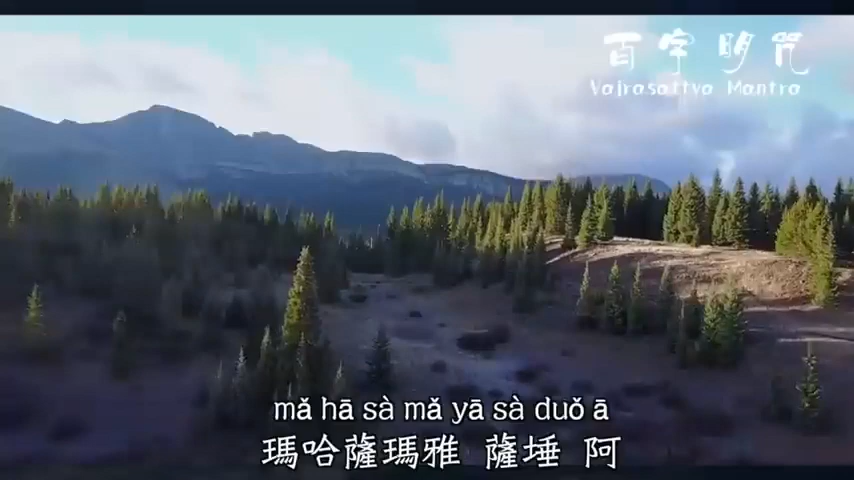 百字明咒
Vajrasattva Mantra
mǎ hā sà mǎ yā sà duǒ ā
瑪哈薩瑪雅 薩埵 阿